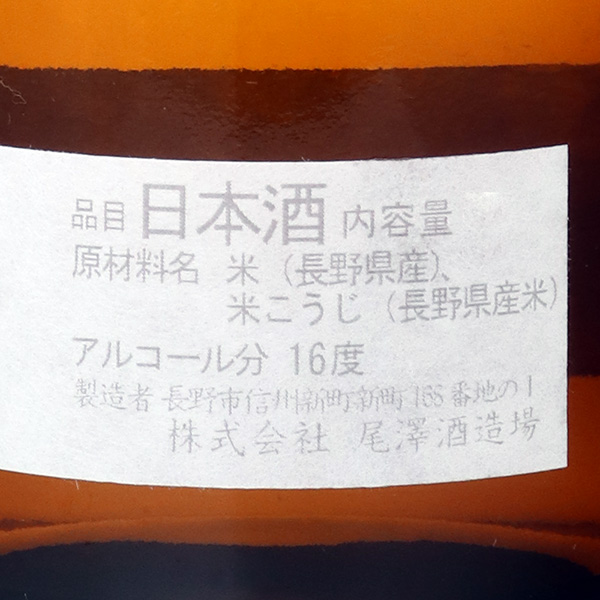 品目 日本酒 内容量
原材料名 米（長野県産）、
米こうじ（長野県産米）
アルコール分 16度
製造者 長野市信州新町新町166番地の1
株式会社 尾澤酒造場